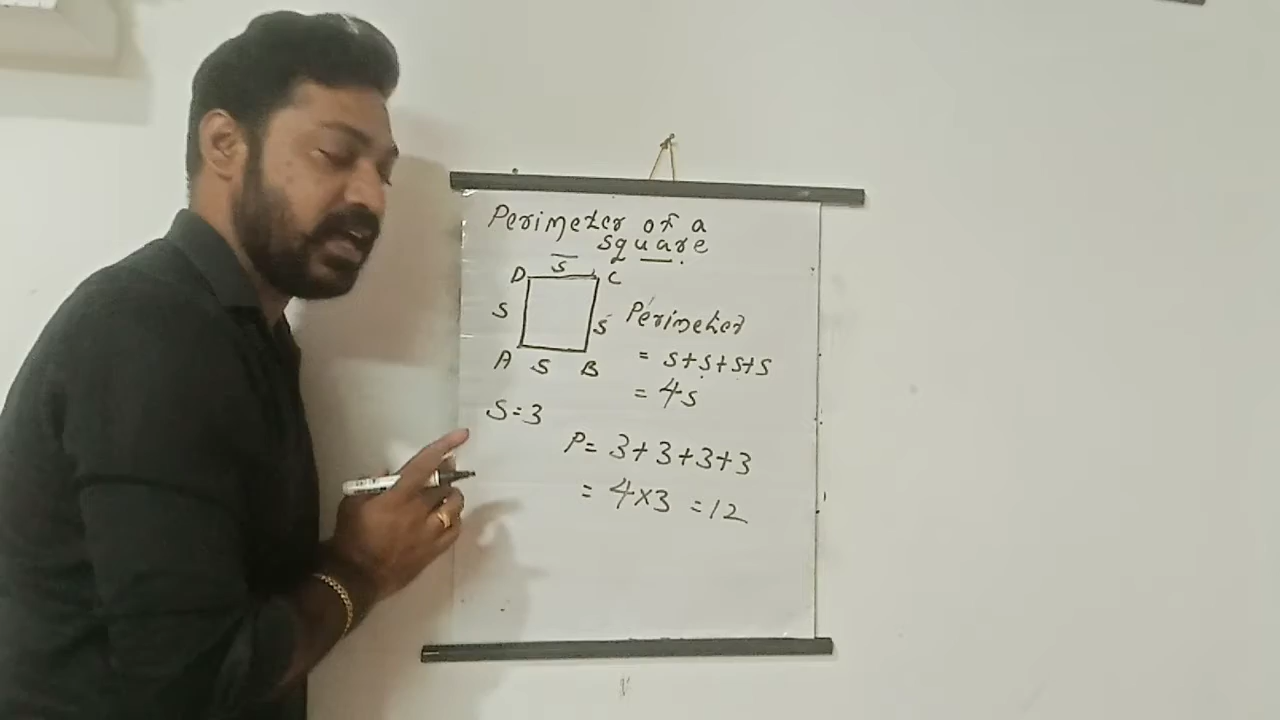 Perimeter of a
square
S
D C
S S
A S B
Perimeter
= S+S+S+S
= 4S
S=3
P= 3+3+3+3
= 4×3 =12